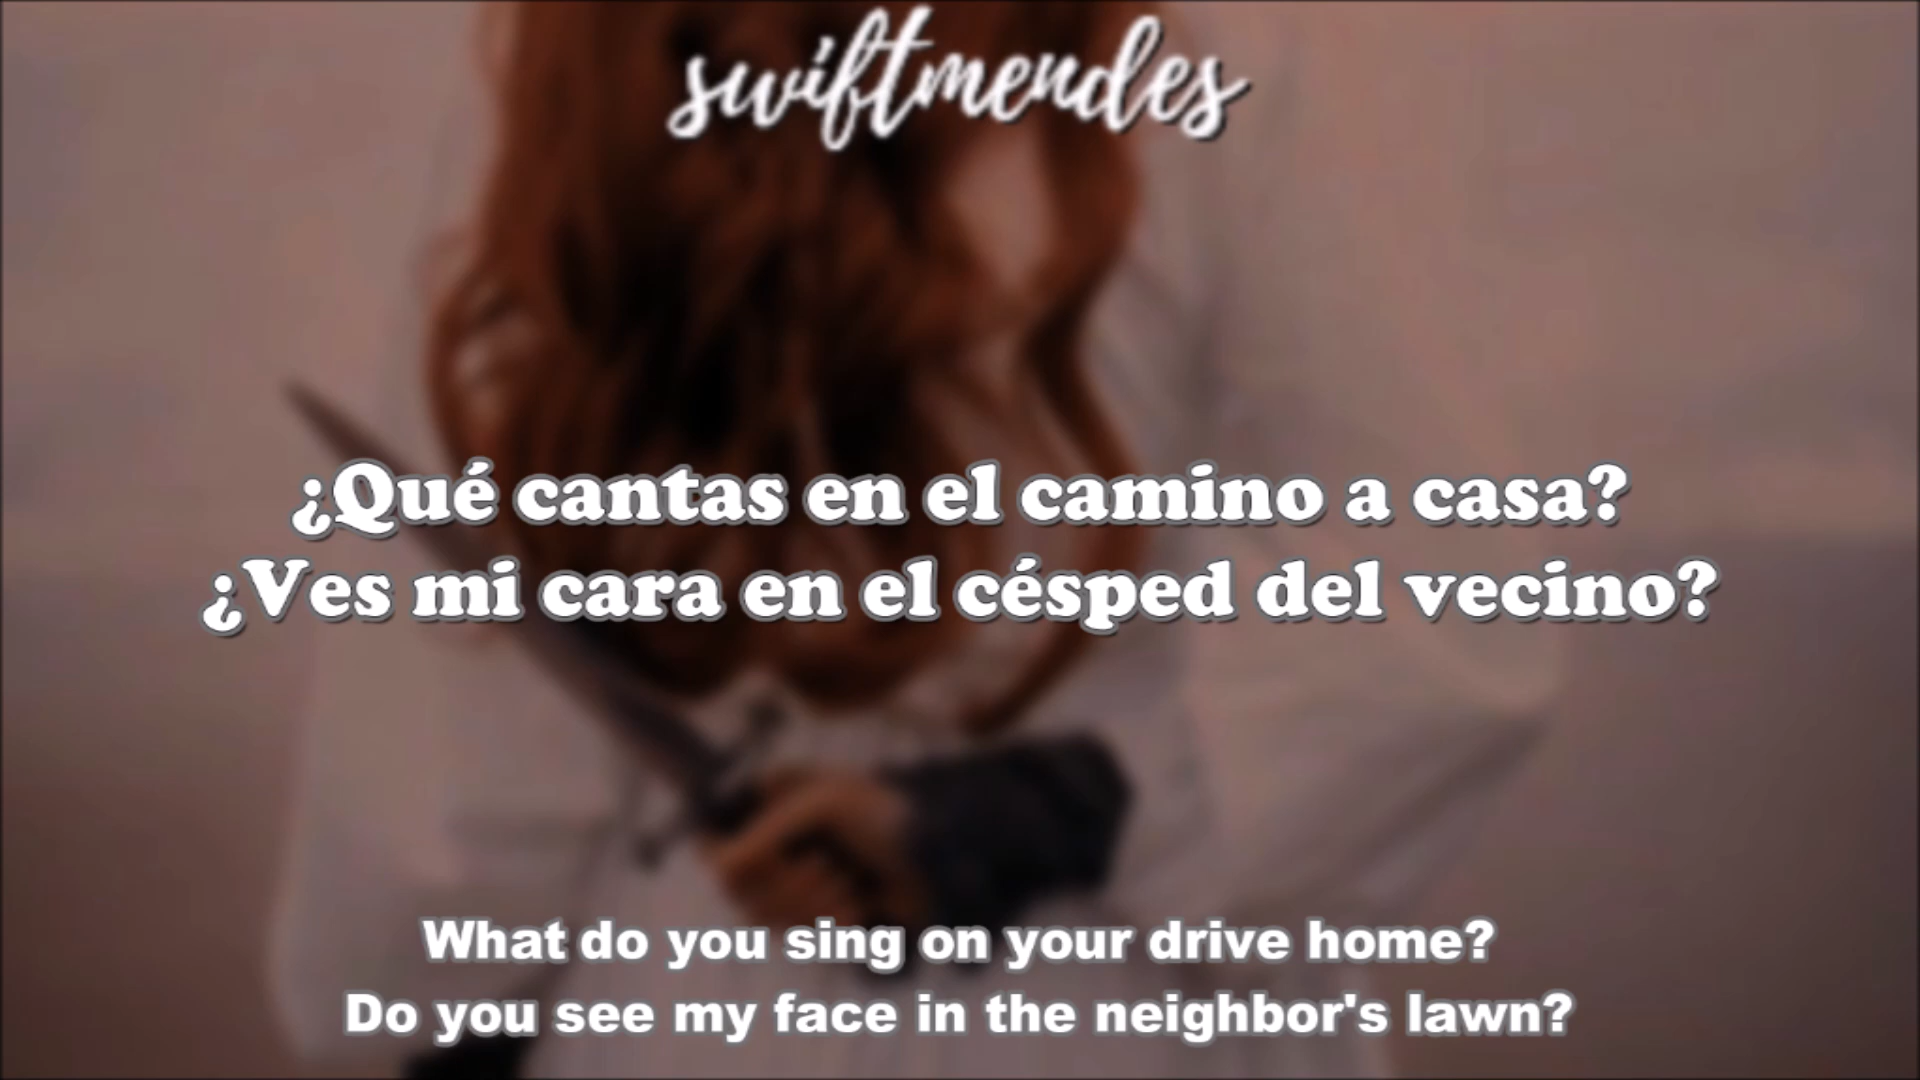 swiftmendes
¿Qué cantas en el camino a casa?
¿Ves mi cara en el césped del vecino?
What do you sing on your drive home?
Do you see my face in the neighbor's lawn?